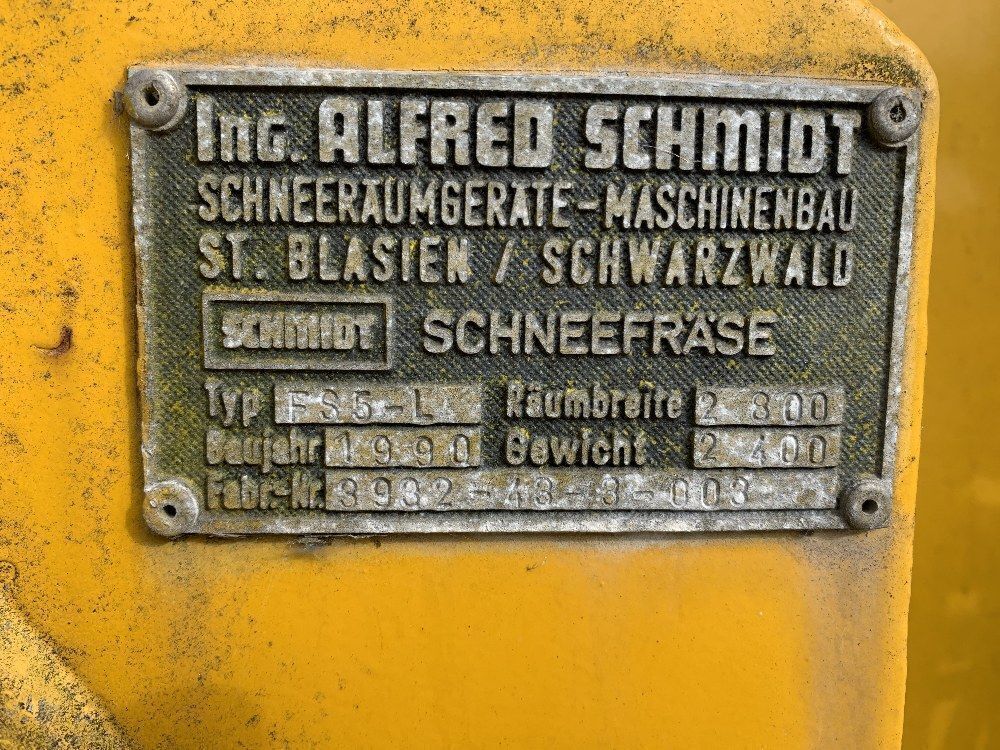 Ing. ALFRED SCHMIDT
SCHNEERÄUMGERÄTE-MASCHINENBAU
ST. BLASIEN / SCHWARZWALD
SCHMIDT SCHNEEFRÄSE
Typ FS5-L Räumbreite 2 800
Baujahr 1990 Gewicht 2 400
Fabr.-Nr. 3932-43-3-003